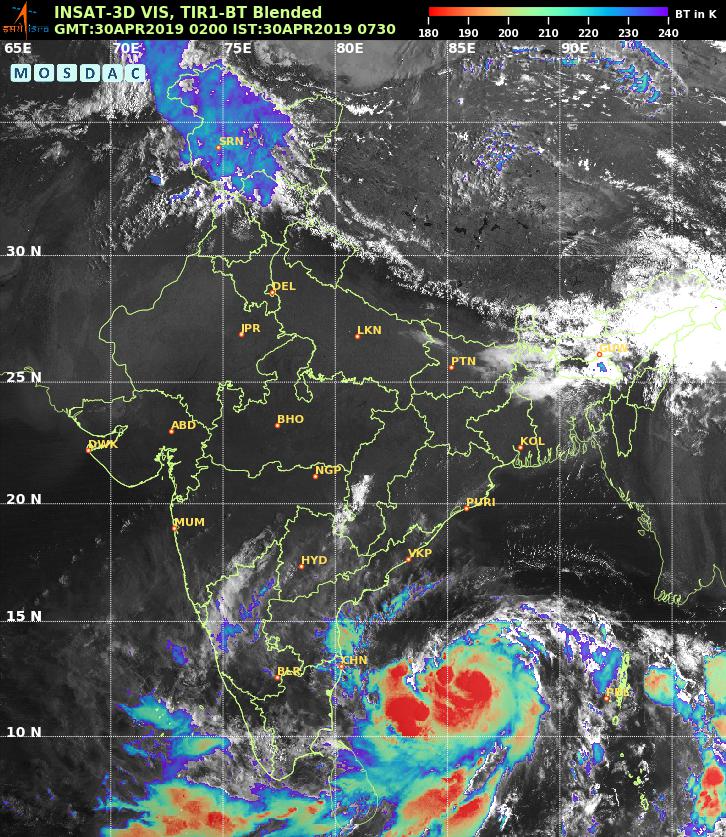 INSAT-3D VIS, TIR1-BT Blended
GMT:30APR2019 0200 IST:30APR2019 0730
BT in K
180 190 200 210 220 230 240
65E 70E 75E 80E 85E 90E
MOSDAC
SRN
30 N
DEL
JPR
LKN
PTN
25 N
ABD
BHO
DWK
KOL
NGP
20 N
PURI
MUM
VKP
HYD
15 N
CHN
BLR
10 N